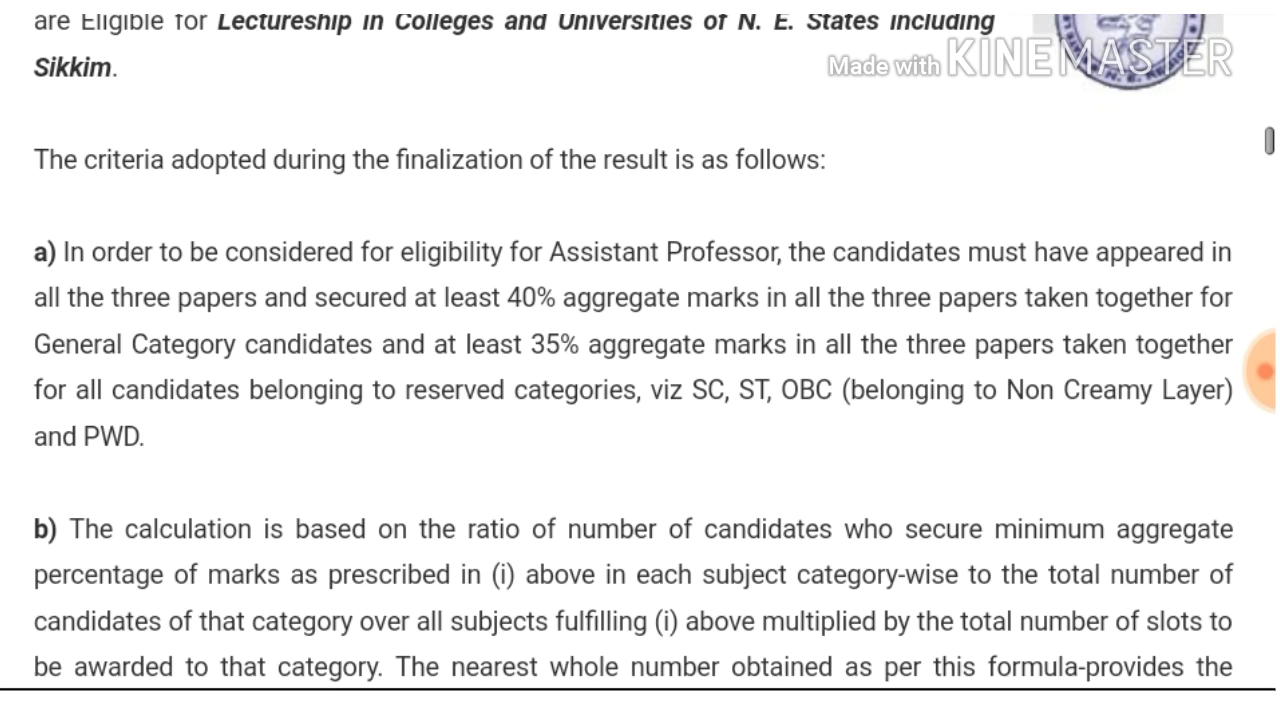 are Eligible for Lectureship in Colleges and Universities of N. E. States including
Sikkim.
Made with KINEMASTER
N. E.
The criteria adopted during the finalization of the result is as follows:
a) In order to be considered for eligibility for Assistant Professor, the candidates must have appeared in
all the three papers and secured at least 40% aggregate marks in all the three papers taken together for
General Category candidates and at least 35% aggregate marks in all the three papers taken together
for all candidates belonging to reserved categories, viz SC, ST, OBC (belonging to Non Creamy Layer)
and PWD.
b) The calculation is based on the ratio of number of candidates who secure minimum aggregate
percentage of marks as prescribed in (i) above in each subject category-wise to the total number of
candidates of that category over all subjects fulfilling (i) above multiplied by the total number of slots to
be awarded to that category. The nearest whole number obtained as per this formula-provides the